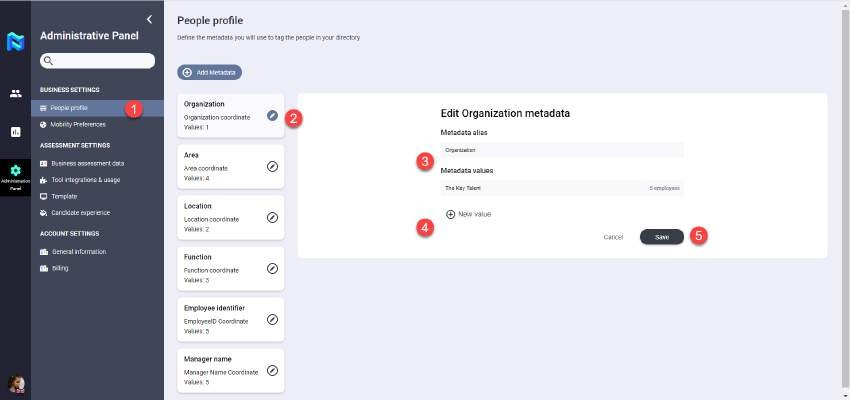 Administrative Panel
BUSINESS SETTINGS
People profile
1
Mobility Preferences
ASSESSMENT SETTINGS
Business assessment data
Tool integrations & usage
Template
Candidate experience
ACCOUNT SETTINGS
General information
Billing
Administration
Panel
People profile
Define the metadata you will use to tag the people in your directory
Add Metadata
Organization
Organization coordinate
Values: 1
2
Area
Area coordinate
Values: 4
Location
Location coordinate
Values: 2
Function
Function coordinate
Values: 3
Employee identifier
EmployeeID Coordinate
Values: 5
Manager name
Manager Name Coordinate
Values: 5
Edit Organization metadata
Metadata alias
Organization
3
Metadata values
The Key Talent
5 employees
4
New value
Cancel
Save
5